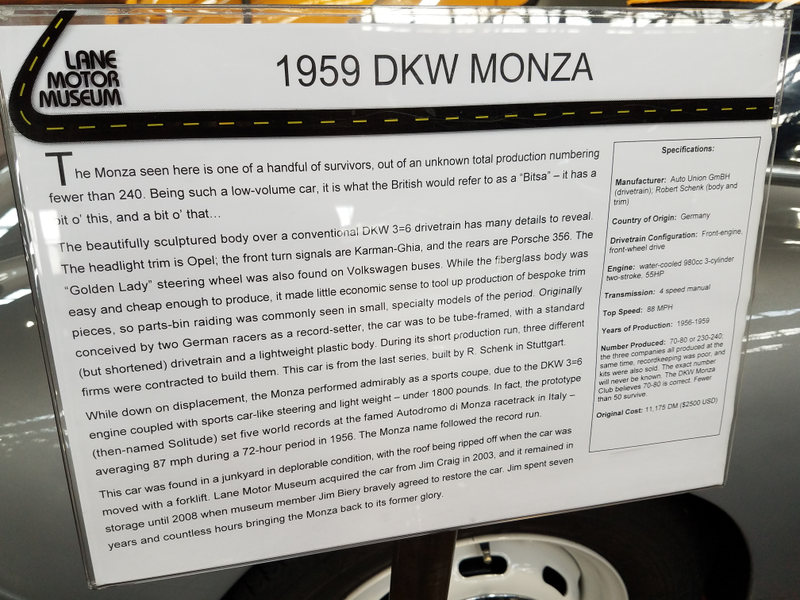 LANE
MOTOR
MUSEUM
1959 DKW MONZA
The Monza seen here is one of a handful of survivors, out of an unknown total production numbering
fewer than 240. Being such a low-volume car, it is what the British would refer to as a "Bitsa" – it has a
bit o' this, and a bit o' that…
The beautifully sculptured body over a conventional DKW 3=6 drivetrain has many details to reveal.
The headlight trim is Opel; the front turn signals are Karman-Ghia, and the rears are Porsche 356. The
"Golden Lady" steering wheel was also found on Volkswagen buses. While the fiberglass body was
easy and cheap enough to produce, it made little economic sense to tool up production of bespoke trim
pieces, so parts-bin raiding was commonly seen in small, specialty models of the period. Originally
conceived by two German racers as a record-setter, the car was to be tube-framed, with a standard
(but shortened) drivetrain and a lightweight plastic body. During its short production run, three different
firms were contracted to build them. This car is from the last series, built by R. Schenk in Stuttgart.
While down on displacement, the Monza performed admirably as a sports coupe, due to the DKW 3=6
engine coupled with sports car-like steering and light weight – under 1800 pounds. In fact, the prototype
(then-named Solitude) set five world records at the famed Autodromo di Monza racetrack in Italy –
averaging 87 mph during a 72-hour period in 1956. The Monza name followed the record run.
This car was found in a junkyard in deplorable condition, with the roof being ripped off when the car was
moved with a forklift. Lane Motor Museum acquired the car from Jim Craig in 2003, and it remained in
storage until 2008 when museum member Jim Biery bravely agreed to restore the car. Jim spent seven
years and countless hours bringing the Monza back to its former glory.
Specifications:
Manufacturer: Auto Union GmBH
(drivetrain); Robert Schenk (body and
trim)
Country of Origin: Germany
Drivetrain Configuration: Front-engine,
front-wheel drive
Engine: water-cooled 980cc 3-cylinder
two-stroke, 55HP
Transmission: 4 speed manual
Top Speed: 88 MPH
Years of Production: 1956-1959
Number Produced: 70-80 or 230-240;
the three companies all produced at the
same time, recordkeeping was poor, and
kits were also sold. The exact number
will never be known. The DKW Monza
Club believes 70-80 is correct. Fewer
than 50 survive.
Original Cost: 11,175 DM ($2500 USD)